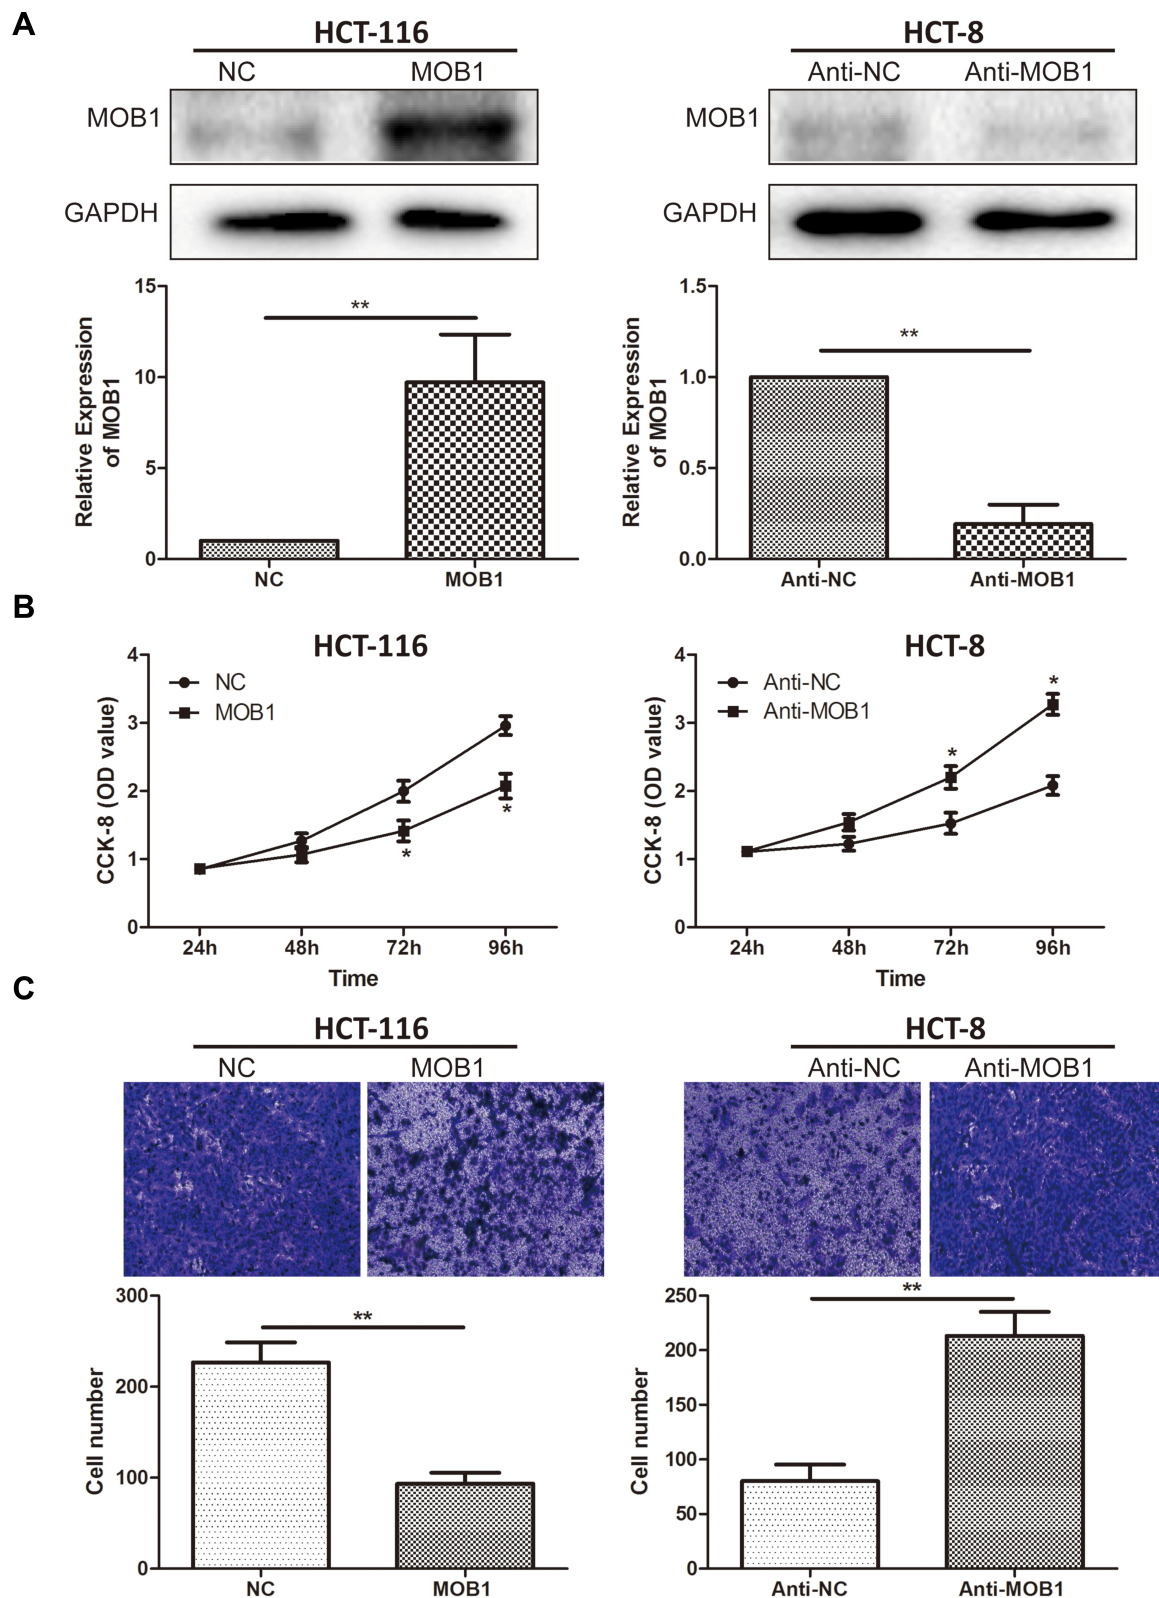 A
HCT-116
NC MOB1
MOB1
GAPDH
15
10
5
0
Relative Expression
of MOB1
**
NC MOB1
HCT-8
Anti-NC Anti-MOB1
MOB1
GAPDH
1.5
1.0
0.5
0.0
Relative Expression
of MOB1
**
Anti-NC Anti-MOB1
B
HCT-116
4
3
2
1
0
CCK-8 (OD value)
NC
MOB1
*
*
24h 48h 72h 96h
Time
HCT-8
4
3
2
1
0
CCK-8 (OD value)
Anti-NC
Anti-MOB1
*
*
24h 48h 72h 96h
Time
C
HCT-116
NC MOB1
300
200
100
0
Cell number
**
NC MOB1
HCT-8
Anti-NC Anti-MOB1
250
200
150
100
50
0
Cell number
**
Anti-NC Anti-MOB1